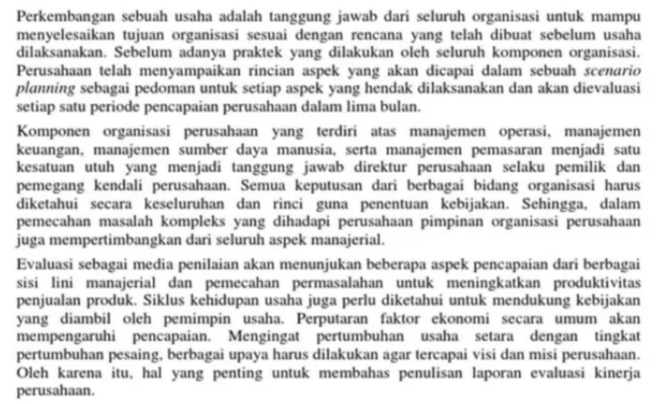 Perkembangan sebuah usaha adalah tanggung jawab dari seluruh organisasi untuk mampu
menyelesaikan tujuan organisasi sesuai dengan rencana yang telah dibuat sebelum usaha
dilaksanakan. Sebelum adanya praktek yang dilakukan oleh seluruh komponen organisasi.
Perusahaan telah menyampaikan rincian aspek yang akan dicapai dalam sebuah scenario
planning sebagai pedoman untuk setiap aspek yang hendak dilaksanakan dan akan dievaluasi
setiap satu periode pencapaian perusahaan dalam lima bulan.
Komponen organisasi perusahaan yang terdiri atas manajemen operasi, manajemen
keuangan, manajemen sumber daya manusia, serta manajemen pemasaran menjadi satu
kesatuan utuh yang menjadi tanggung jawab direktur perusahaan selaku pemilik dan
pemegang kendali perusahaan. Semua keputusan dari berbagai bidang organisasi harus
diketahui secara keseluruhan dan rinci guna penentuan kebijakan. Sehingga, dalam
pemecahan masalah kompleks yang dihadapi perusahaan pimpinan organisasi perusahaan
juga mempertimbangkan dari seluruh aspek manajerial.
Evaluasi sebagai media penilaian akan menunjukan beberapa aspek pencapaian dari berbagai
sisi lini manajerial dan pemecahan permasalahan untuk meningkatkan produktivitas
penjualan produk. Siklus kehidupan usaha juga perlu diketahui untuk mendukung kebijakan
yang diambil oleh pemimpin usaha. Perputaran faktor ekonomi secara umum akan
mempengaruhi pencapaian. Mengingat pertumbuhan usaha setara dengan tingkat
pertumbuhan pesaing, berbagai upaya harus dilakukan agar tercapai visi dan misi perusahaan.
Oleh karena itu, hal yang penting untuk membahas penulisan laporan evaluasi kinerja
perusahaan.